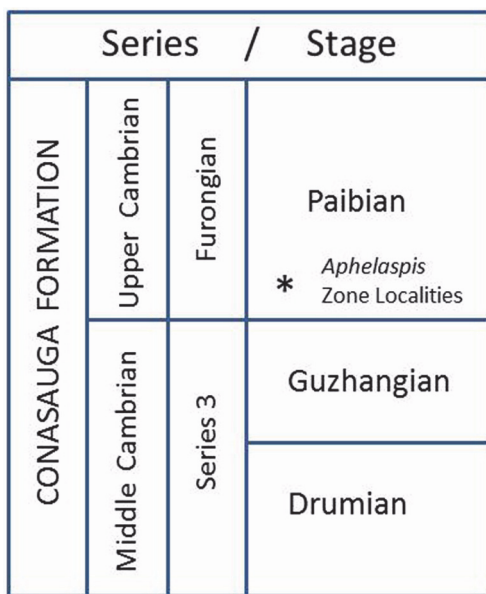 Series / Stage
CONASAUGA FORMATION
Upper Cambrian
Furongian
Paibian
* Aphelaspis
Zone Localities
Middle Cambrian
Series 3
Guzhangian
Drumian